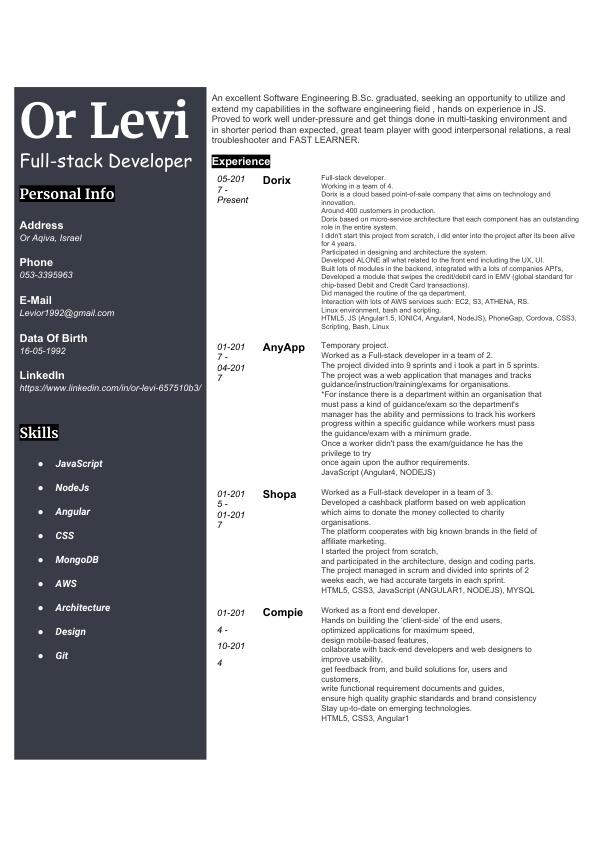 Or Levi
Full-stack Developer
Personal Info
Address
Or Aqiva, Israel
Phone
053-3395963
E-Mail
Levior1992@gmail.com
Data Of Birth
16-05-1992
LinkedIn
https://www.linkedin.com/in/or-levi-657510b3/
Skills
● JavaScript
● NodeJs
● Angular
● CSS
● MongoDB
● AWS
● Architecture
● Design
● Git
An excellent Software Engineering B.Sc. graduated, seeking an opportunity to utilize and
extend my capabilities in the software engineering field , hands on experience in JS.
Proved to work well under-pressure and get things done in multi-tasking environment and
in shorter period than expected, great team player with good interpersonal relations, a real
troubleshooter and FAST LEARNER.
Experience
05-201
7 -
Present
Dorix
Full-stack developer.
Working in a team of 4.
Dorix is a cloud based point-of-sale company that aims on technology and
innovation.
Around 400 customers in production.
Dorix based on micro-service architecture that each component has an outstanding
role in the entire system.
I didn't start this project from scratch, i did enter into the project after its been alive
for 4 years.
Participated in designing and architecture the system.
Developed ALONE all what related to the front end including the UX, UI.
Built lots of modules in the backend, integrated with a lots of companies API's,
Developed a module that swipes the credit/debit card in EMV (global standard for
chip-based Debit and Credit Card transactions).
Did managed the routine of the qa department,
Interaction with lots of AWS services such: EC2, S3, ATHENA, RS.
Linux environment, bash and scripting.
HTML5, JS (Angular1.5, IONIC4, Angular4, NodeJS), PhoneGap, Cordova, CSS3,
Scripting, Bash, Linux
01-201
7 -
04-201
7
AnyApp
Temporary project.
Worked as a Full-stack developer in a team of 2.
The project divided into 9 sprints and i took a part in 5 sprints.
The project was a web application that manages and tracks
guidance/instruction/training/exams for organisations.
*For instance there is a department within an organisation that
must pass a kind of guidance/exam so the department's
manager has the ability and permissions to track his workers
progress within a specific guidance while workers must pass
the guidance/exam with a minimum grade.
Once a worker didn't pass the exam/guidance he has the
privilege to try
once again upon the author requirements.
JavaScript (Angular4, NODEJS)
01-201
5 -
01-201
7
Shopa
Worked as a Full-stack developer in a team of 3.
Developed a cashback platform based on web application
which aims to donate the money collected to charity
organisations.
The platform cooperates with big known brands in the field of
affiliate marketing.
I started the project from scratch,
and participated in the architecture, design and coding parts.
The project managed in scrum and divided into sprints of 2
weeks each, we had accurate targets in each sprint.
HTML5, CSS3, JavaScript (ANGULAR1, NODEJS), MYSQL
01-201
4 -
10-201
4
Compie
Worked as a front end developer.
Hands on building the 'client-side' of the end users,
optimized applications for maximum speed,
design mobile-based features,
collaborate with back-end developers and web designers to
improve usability,
get feedback from, and build solutions for, users and
customers,
write functional requirement documents and guides,
ensure high quality graphic standards and brand consistency
Stay up-to-date on emerging technologies.
HTML5, CSS3, Angular1